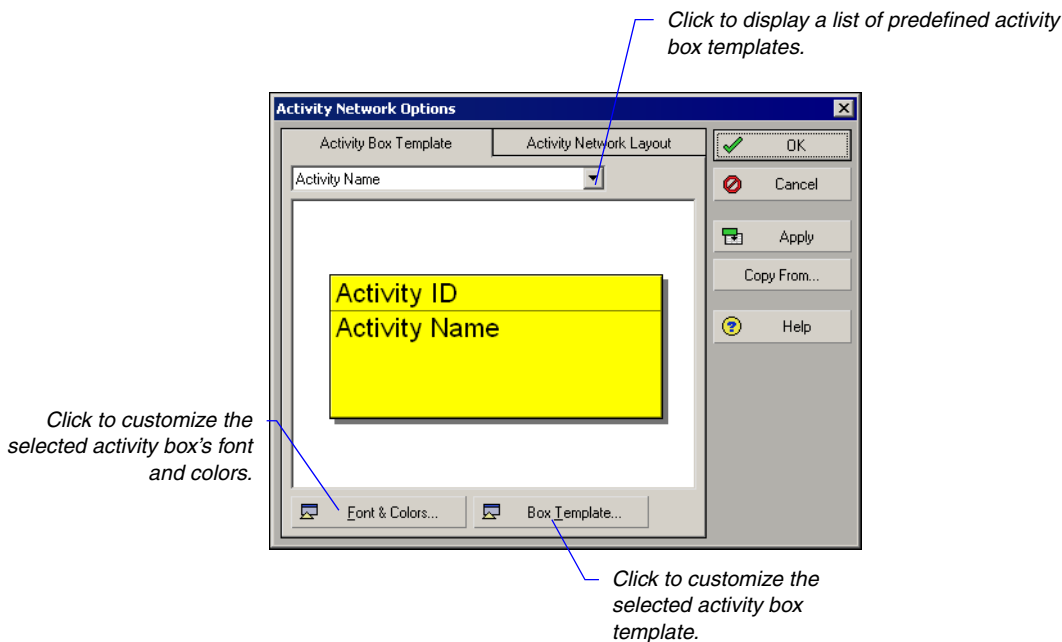 Click to display a list of predefined activity
box templates.
Activity Network Options
Activity Box Template
Activity Network Layout
Activity Name
OK
Cancel
Apply
Copy From...
Help
Activity ID
Activity Name
Click to customize the
selected activity box's font
and colors.
Font & Colors...
Box Template...
Click to customize the
selected activity box
template.